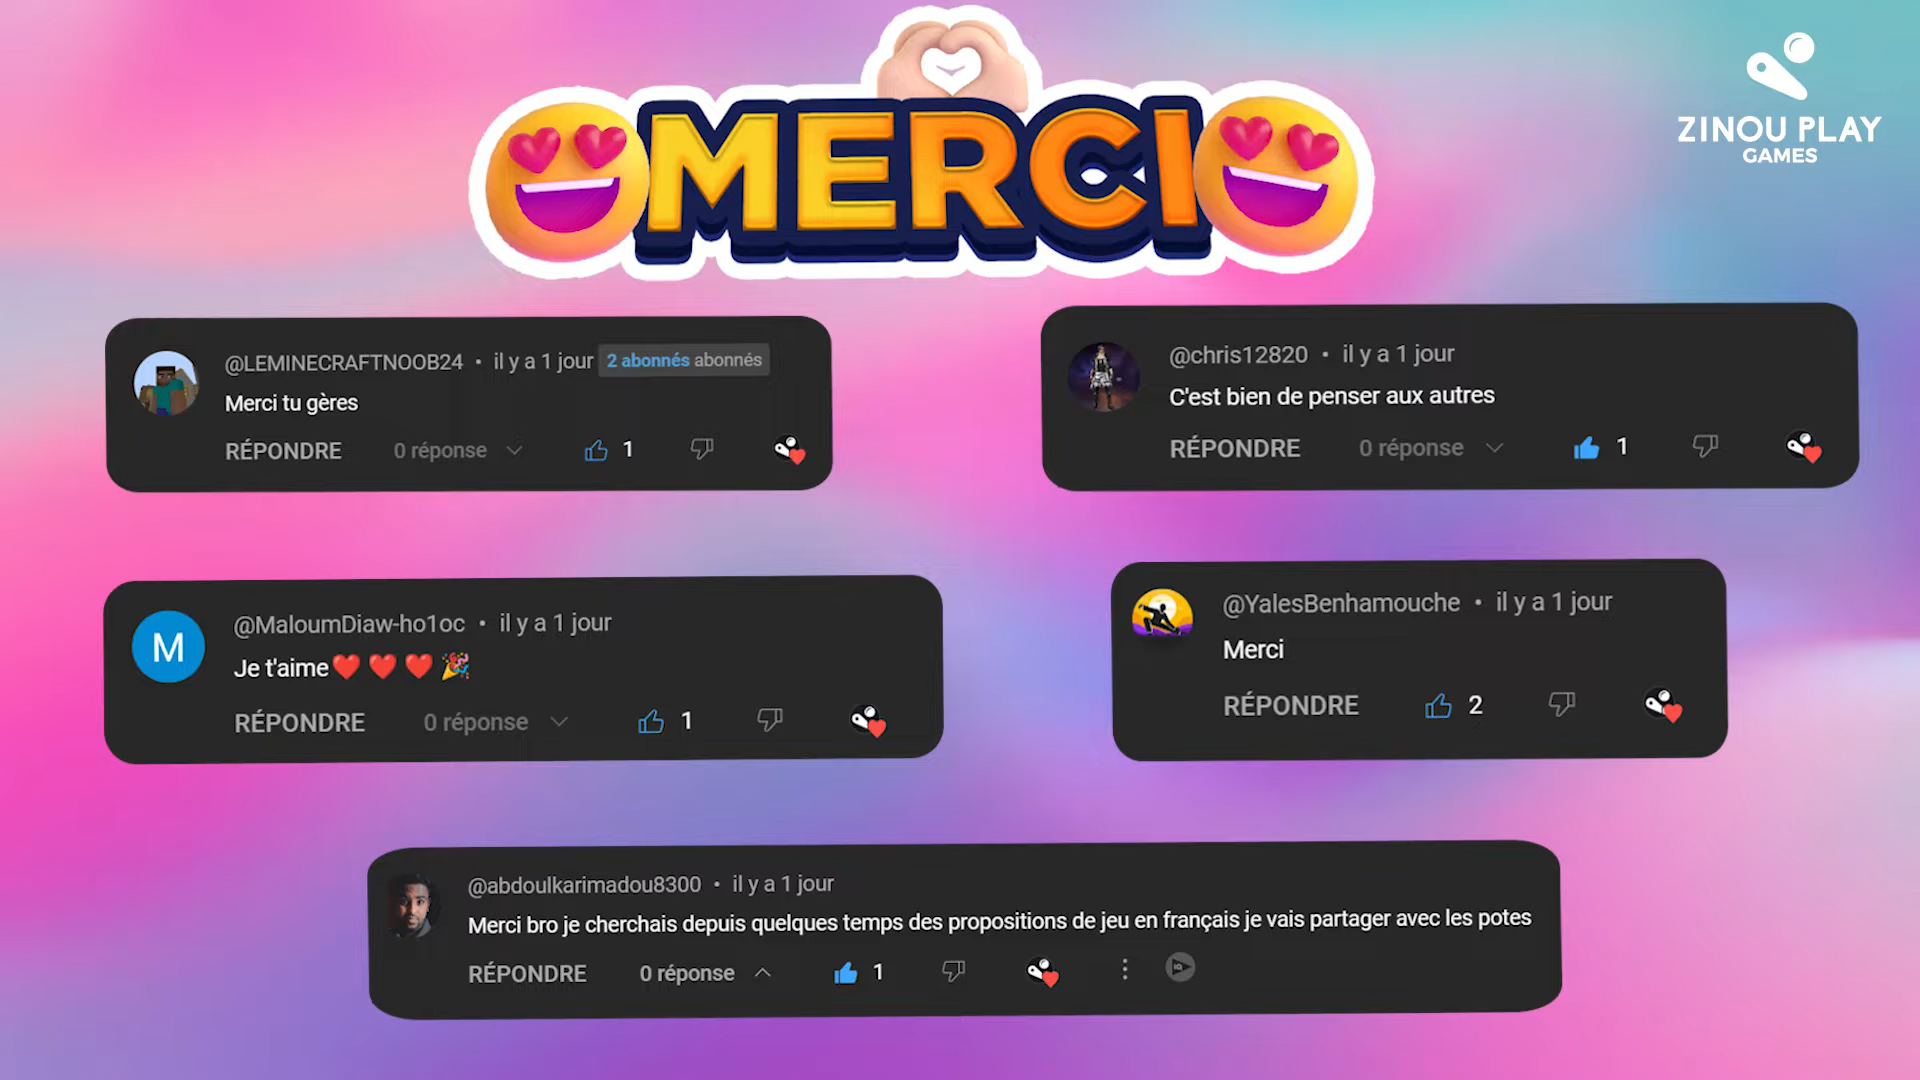 MERCI
ZINOU PLAY
GAMES
@LEMINECRAFTNOOB24 • il y a 1 jour 2 abonnés abonnés
Merci tu gères
RÉPONDRE 0 réponse 1
@chris12820 • il y a 1 jour
C'est bien de penser aux autres
RÉPONDRE 0 réponse 1
M
@MaloumDiaw-ho1oc • il y a 1 jour
Je t'aime❤️ ❤️ ❤️ 🎉
RÉPONDRE 0 réponse 1
@YalesBenhamouche • il y a 1 jour
Merci
RÉPONDRE 2
@abdoulkarimadou8300 • il y a 1 jour
Merci bro je cherchais depuis quelques temps des propositions de jeu en français je vais partager avec les potes
RÉPONDRE 0 réponse 1